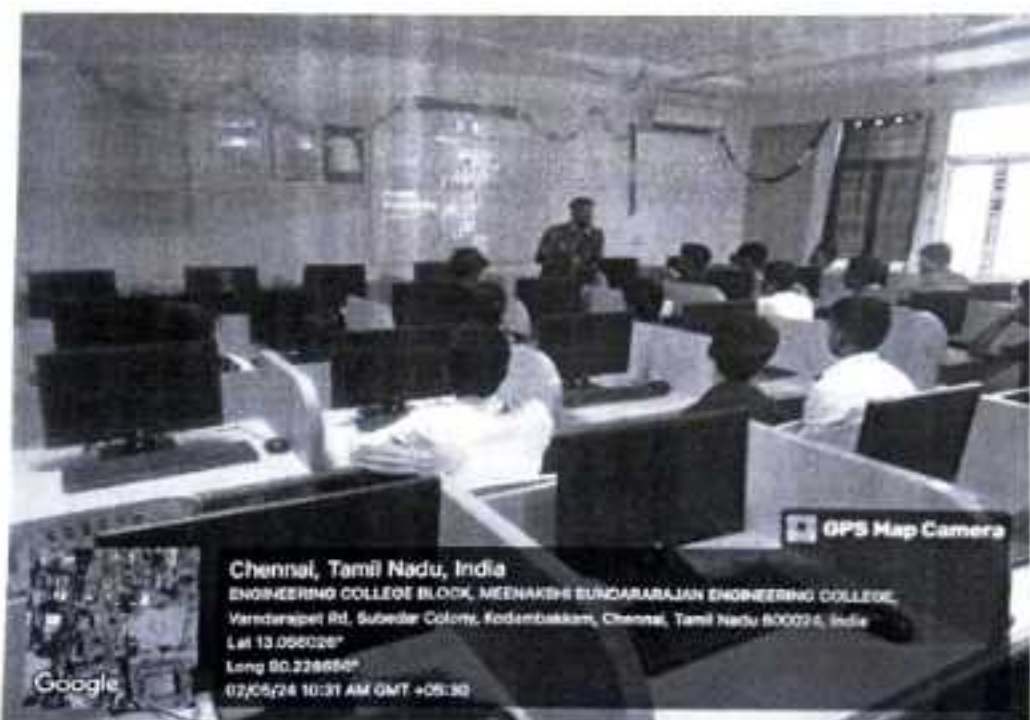 GPS Map Camera
Chennai, Tamil Nadu, India
ENGINEERING COLLEGE BLOCK, MEENAKSHI SUNDARARAJAN ENGINEERING COLLEGE,
Rd, Subedar Colony, Kodambakkam, Chennai, Tamil Nadu 600024, India
Lat 13.056026°
Long 80.226650°
02/05/24 10:31 AM GMT +05:30
Google